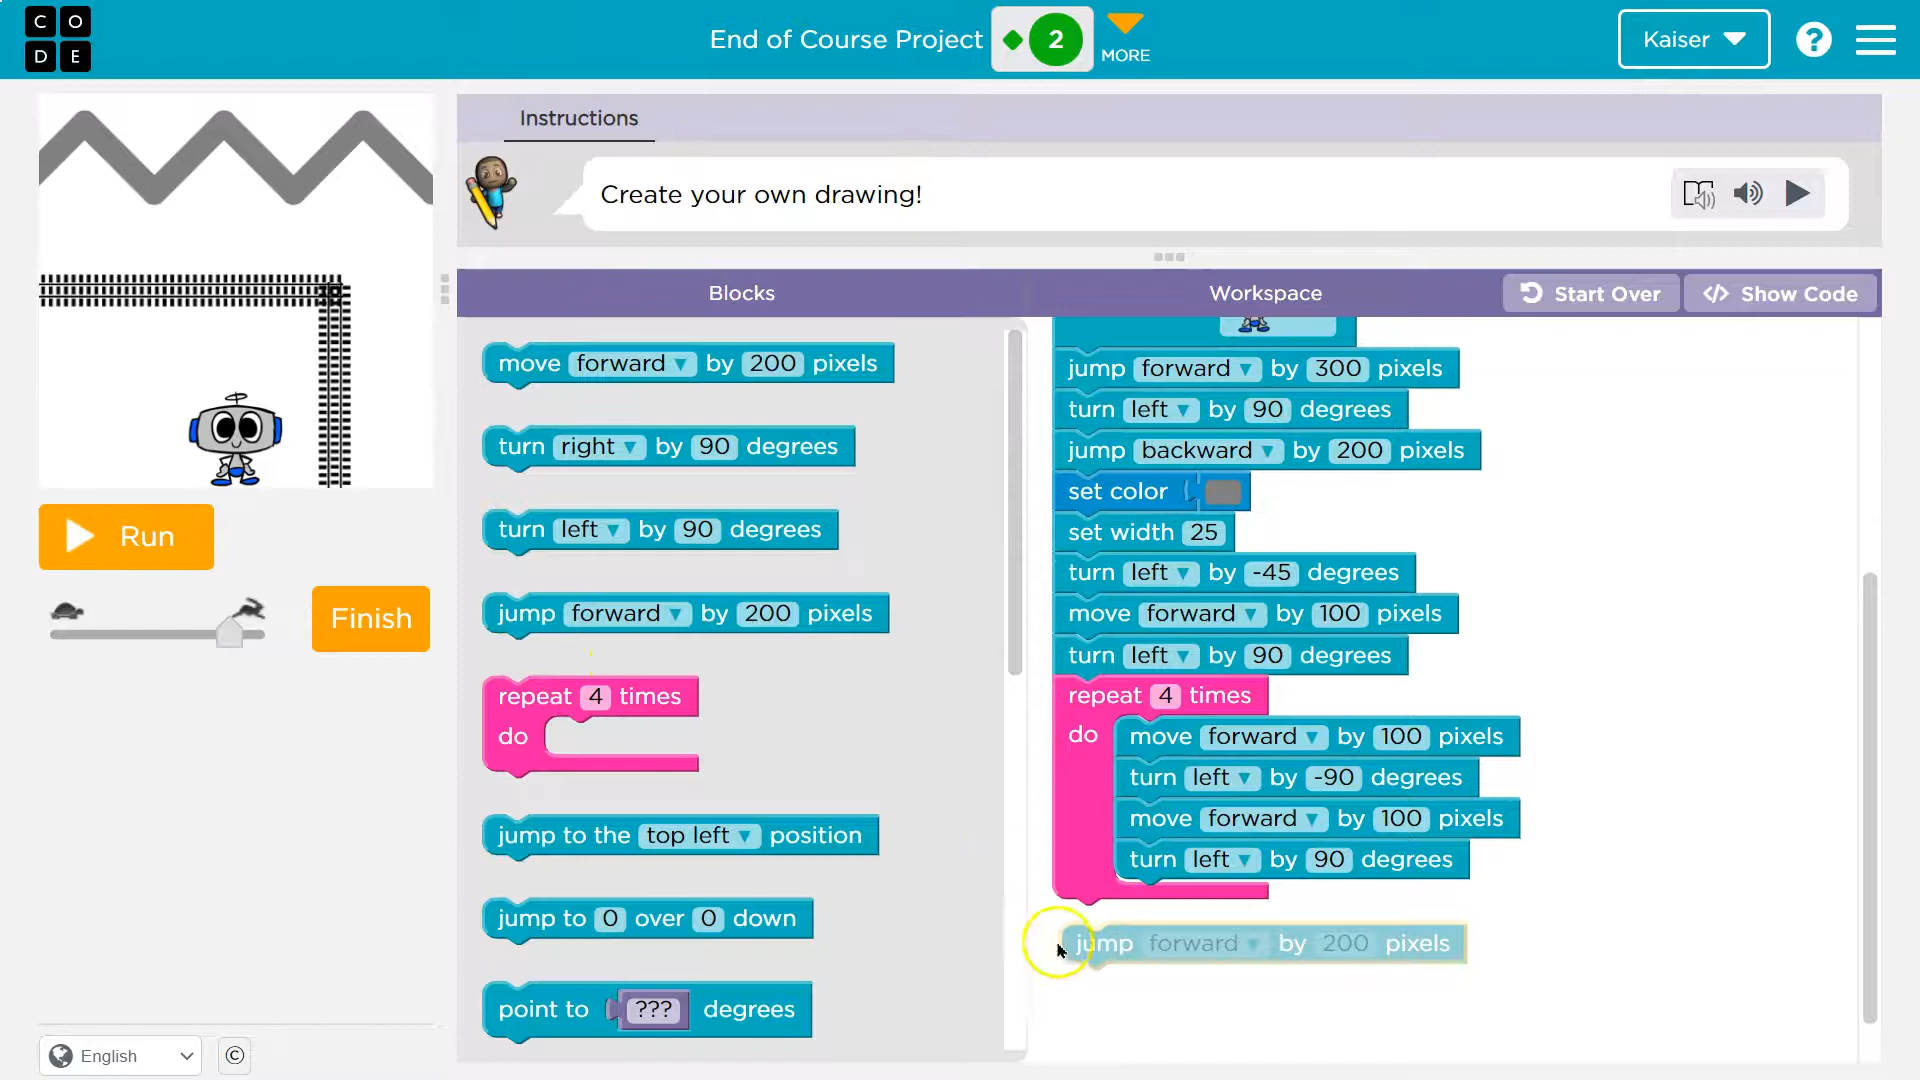 C O
D E
End of Course Project
2
MORE
Kaiser
?
Instructions
Create your own drawing!
Blocks
Workspace
Start Over
Show Code
move forward by 200 pixels
turn right by 90 degrees
turn left by 90 degrees
jump forward by 200 pixels
repeat 4 times
do
jump to the top left position
jump to 0 over 0 down
point to ??? degrees
jump forward by 300 pixels
turn left by 90 degrees
jump backward by 200 pixels
set color
set width 25
turn left by -45 degrees
move forward by 100 pixels
turn left by 90 degrees
repeat 4 times
do
move forward by 100 pixels
turn left by -90 degrees
move forward by 100 pixels
turn left by 90 degrees
jump forward by 200 pixels
Run
Finish
English
©